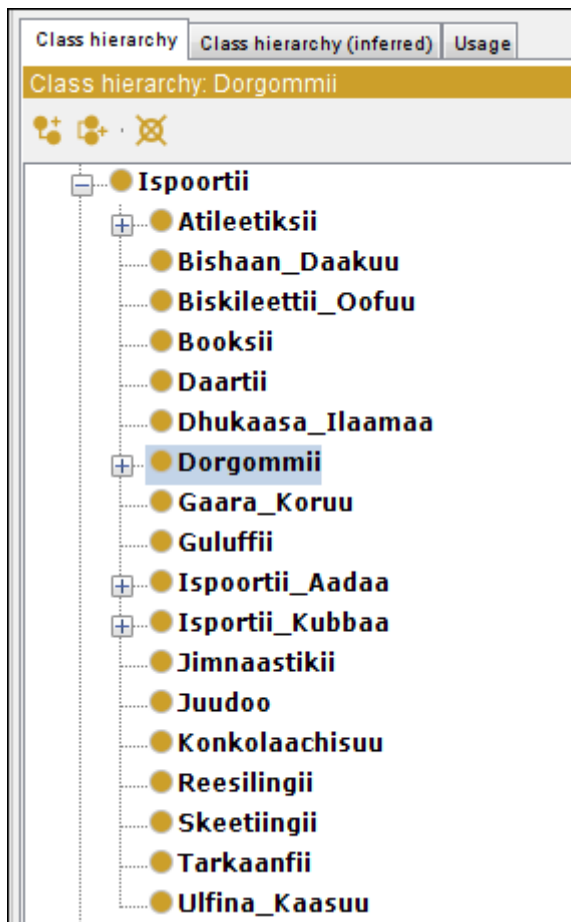 Class hierarchy Class hierarchy (inferred) Usage
Class hierarchy: Dorgommii
Ispoortii
Atileetiksii
Bishaan_Daakuu
Biskileettii_Oofuu
Booksii
Daartii
Dhukaasa_Ilaamaa
Dorgommii
Gaara_Koruu
Guluffii
Ispoortii_Aadaa
Isportii_Kubbaa
Jimnaastikii
Juudoo
Konkolaachisuu
Reesilingii
Skeetiingii
Tarkaanfii
Ulfina_Kaasuu